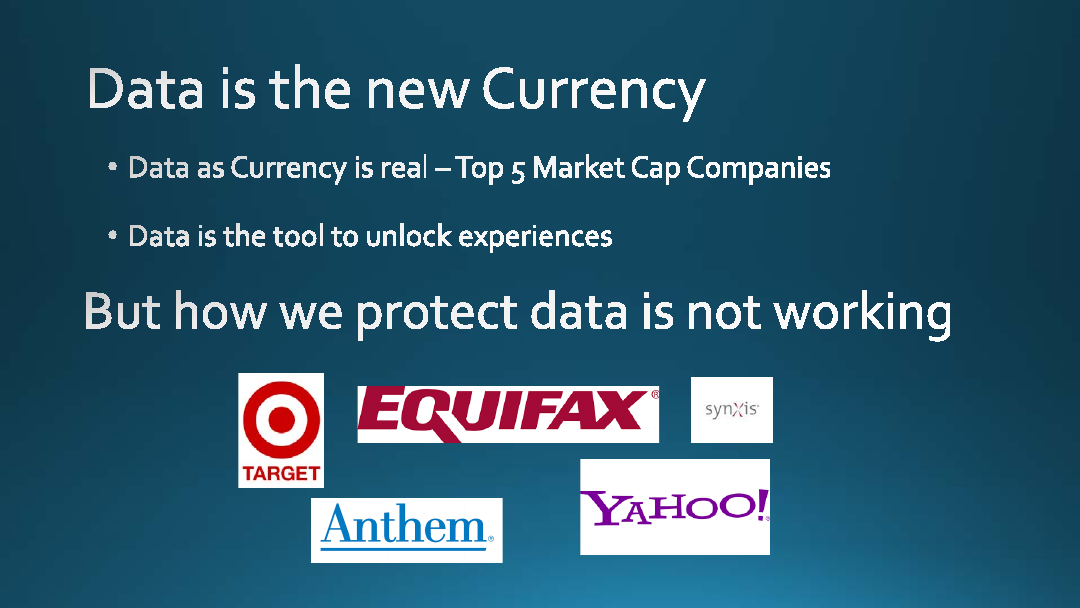 Data is the new Currency
• Data as Currency is real – Top 5 Market Cap Companies
• Data is the tool to unlock experiences
But how we protect data is not working
TARGET
EQUIFAX®
synxis
Anthem®
YAHOO!®